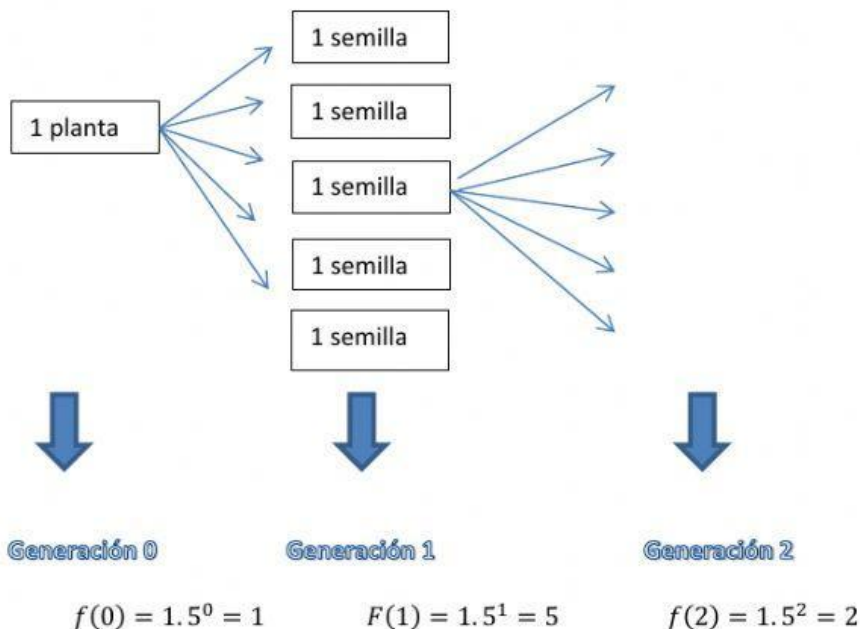 1 semilla
1 semilla
1 planta
1 semilla
1 semilla
1 semilla
Generación 0 Generación 1 Generación 2
f(0) = 1.5⁰ = 1 F(1) = 1.5¹ = 5 f(2) = 1.5² = 2